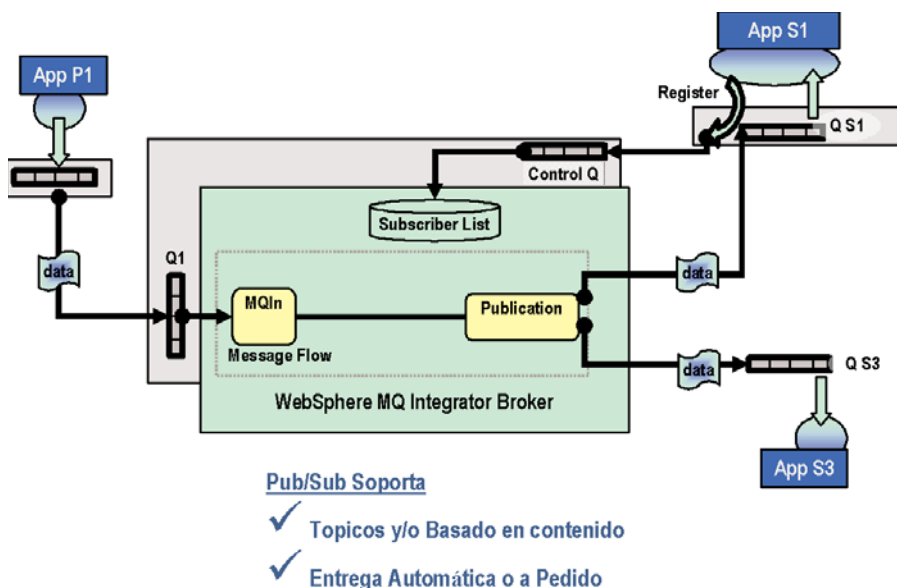 App S1
App P1
Register
Q S1
Control Q
Subscriber List
data
Q1
data
MQIn
Publication
Message Flow
data
Q S3
WebSphere MQ Integrator Broker
App S3
Pub/Sub Soporta
✓ Topicos y/o Basado en contenido
✓ Entrega Automática o a Pedido